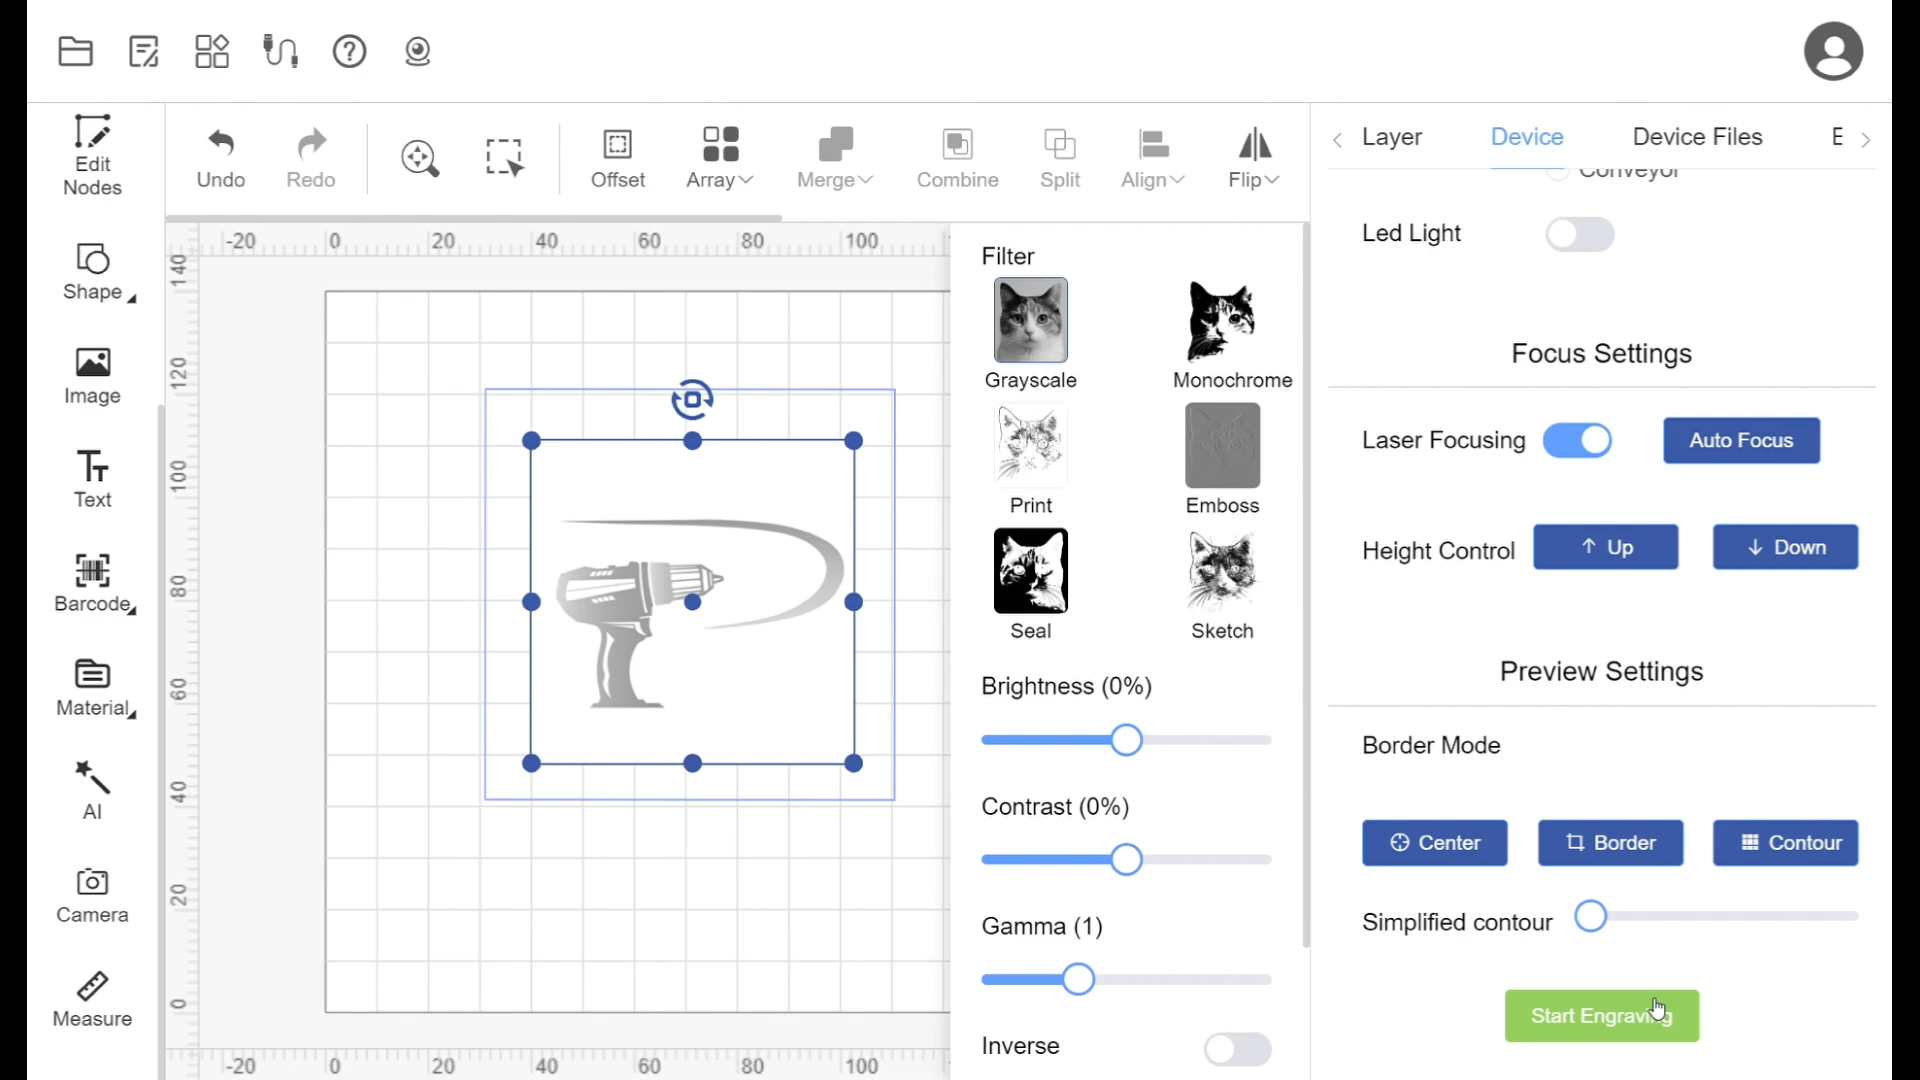 Edit
Nodes
Shape
Image
Text
Barcode
Material
AI
Camera
Measure
Undo
Redo
Offset
Array
Merge
Combine
Split
Align
Flip
-20 0 20 40 60 80 100
140
120
100
80
60
40
20
0
-20 0 20 40 60 80 100
Filter
Grayscale
Monochrome
Print
Emboss
Seal
Sketch
Brightness (0%)
Contrast (0%)
Gamma (1)
Inverse
Layer
Device
Device Files
E
Conveyor
Led Light
Focus Settings
Laser Focusing
Auto Focus
Height Control
Up
Down
Preview Settings
Border Mode
Center
Border
Contour
Simplified contour
Start Engraving